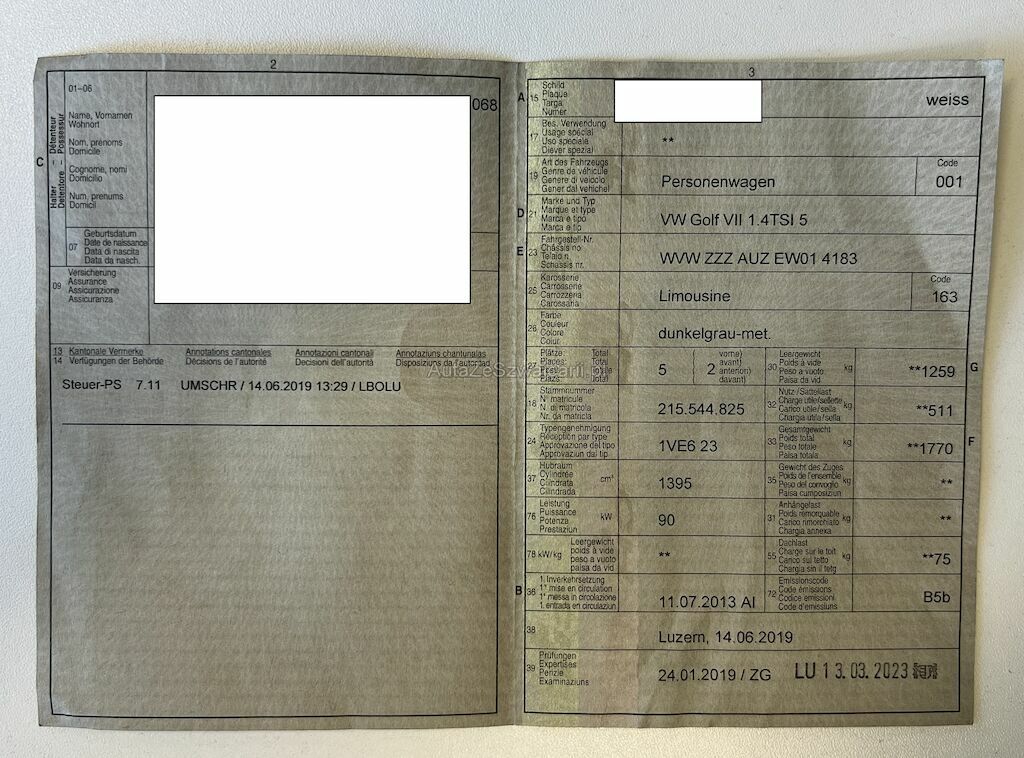 2
01–06
Name, Vornamen
Wohnort
Nom, prénoms
Domicile
Cognome, nomi
Domicilio
Num, prenums
Domicil
C
Halter – Détenteur
Detentore – Possessur
068
07
Geburtsdatum
Date de naissance
Data di nascita
Data da nasch.
09
Versicherung
Assurance
Assicurazione
Assicuranza
13 Kantonale Vermerke
14 Verfügungen der Behörde
Annotations cantonales
Décisions de l'autorité
Annotazioni cantonali
Decisioni dell'autorità
Annotaziuns chantunalas
Disposiziuns da l'autoritad
Steuer-PS 7.11 UMSCHR / 14.06.2019 13:29 / LBOLU
3
A 15
Schild
Plaque
Targa
Numer
weiss
17
Bes. Verwendung
Usage spécial
Uso speciale
Diever spezial
**
19
Art des Fahrzeugs
Genre de véhicule
Genere di veicolo
Gener dal vehichel
Personenwagen
Code
001
D 21
Marke und Typ
Marque et type
Marca e tipo
Marca e tip
VW Golf VII 1.4TSI 5
E 23
Fahrgestell-Nr.
Châssis no
Telaio n.
Schassis nr.
WVW ZZZ AUZ EW01 4183
25
Karosserie
Carrosserie
Carrozzeria
Carossaria
Limousine
Code
163
26
Farbe
Couleur
Colore
Colur
dunkelgrau-met.
27
Plätze: Total
Places: Total
Totale
Plazs: Total
5
2
vorne)
avant)
anteriori)
davant)
30
Leergewicht
Poids à vide
Peso a vuoto
Paisa da vid
kg
**1259
G
AutazeSzwajcarii.pl
18
Stammnummer
N° matricule
N. di matricola
Nr. da matricla
215.544.825
32
Nutz-/Sattellast
Charge utile/sellette
Carico utile/sella
Chargia utila/sella
kg
**511
24
Typengenehmigung
Réception par type
Approvazione del tipo
Approvaziun dal tip
1VE6 23
33
Gesamtgewicht
Poids total
Peso totale
Paisa totala
kg
**1770
F
37
Hubraum
Cylindrée
Cilindrata
Cilindrada
cm³
1395
35
Gewicht des Zuges
Poids de l'ensemble
Peso del convoglio
Paisa cumposiziun
kg
**
76
Leistung
Puissance
Potenza
Prestaziun
kW
90
31
Anhängelast
Poids remorquable
Carico rimorchiato
Chargia annexa
kg
**
78 kW/kg
Leergewicht
poids à vide
peso a vuoto
paisa da vid
**
55
Dachlast
Charge sur le toit
Carico sul tetto
Chargia sin il tetg
kg
**75
B 36
1. Inverkehrsetzung
1re mise en circulation
1a messa in circolazione
1. entrada en circulaziun
11.07.2013 AI
72
Emissionscode
Code émissions
Codice emissioni
Code d'emissiuns
B5b
38
Luzern, 14.06.2019
39
Prüfungen
Expertises
Perizie
Examinaziuns
24.01.2019 / ZG
LU 13.03.2023